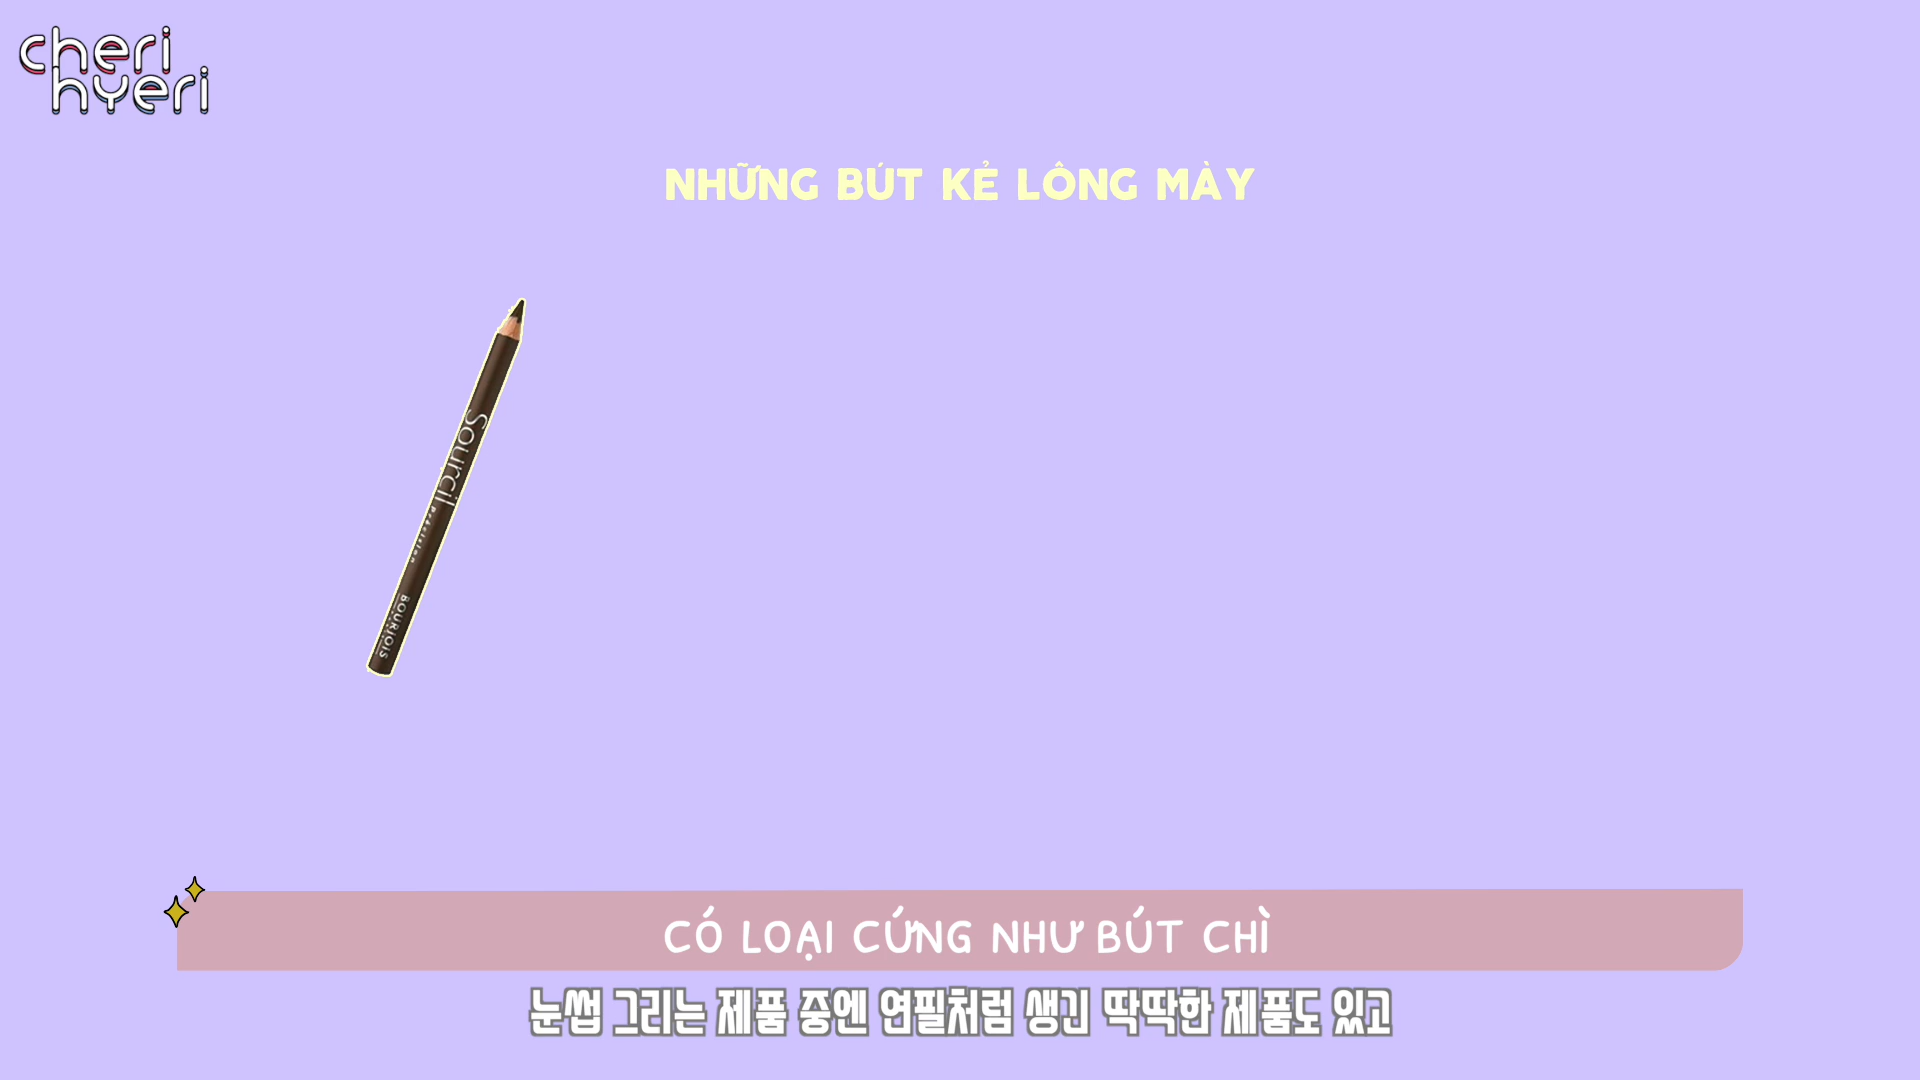 cheri
hyeri
NHỮNG BÚT KẺ LÔNG MÀY
Sourcil Précision BOURJOIS
CÓ LOẠI CỨNG NHƯ BÚT CHÌ
눈썹 그리는 제품 중엔 연필처럼 생긴 딱딱한 제품도 있고